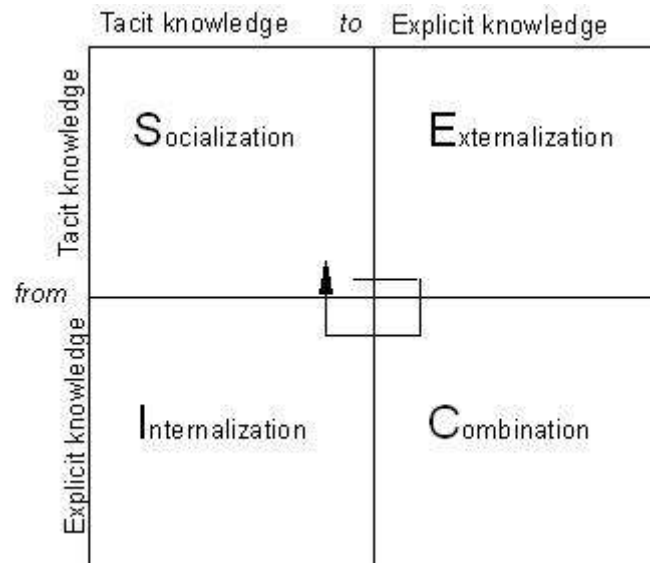 Tacit knowledge to Explicit knowledge
Tacit knowledge
Socialization
Externalization
from
Explicit knowledge
Internalization
Combination